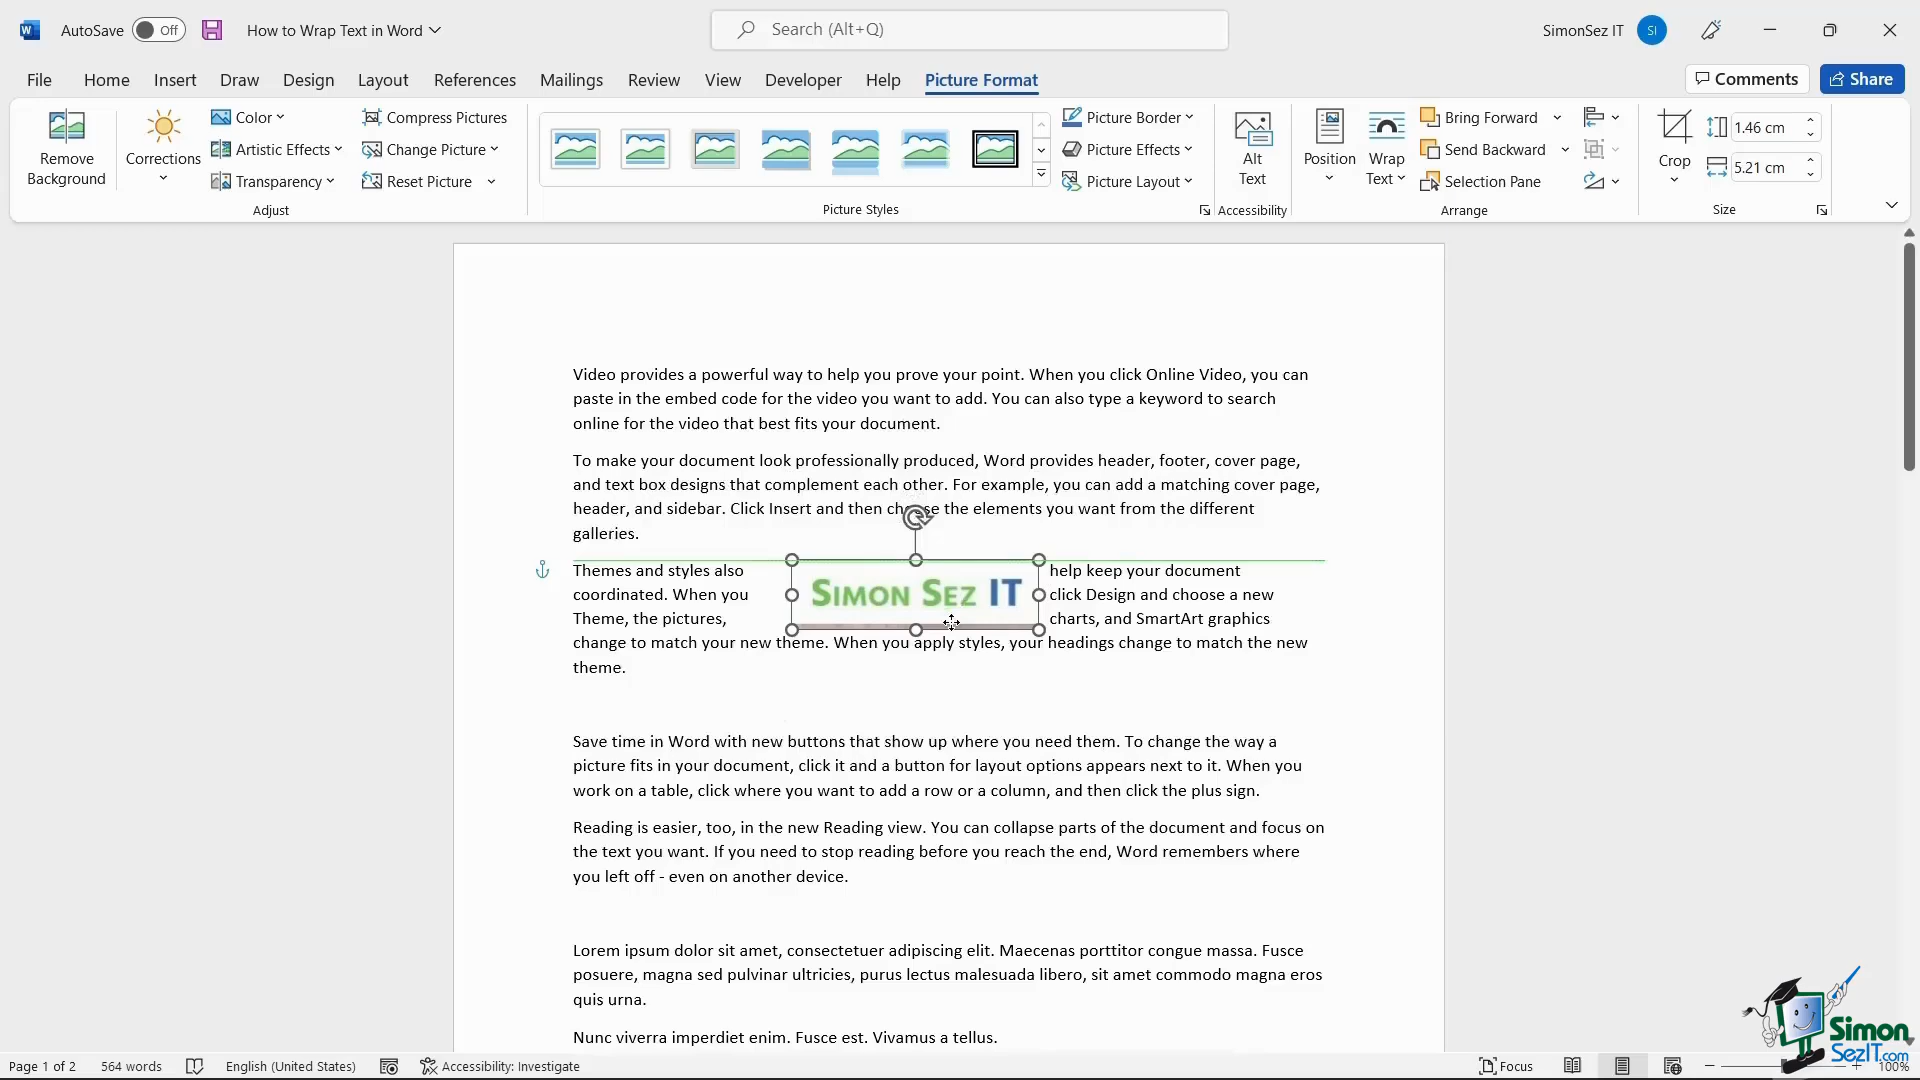 AutoSave Off How to Wrap Text in Word Search (Alt+Q) SimonSez IT SI
File Home Insert Draw Design Layout References Mailings Review View Developer Help Picture Format Comments Share
Remove Background
Corrections
Color
Artistic Effects
Transparency
Compress Pictures
Change Picture
Reset Picture
Adjust
Picture Styles
Picture Border
Picture Effects
Picture Layout
Alt Text
Accessibility
Position
Wrap Text
Bring Forward
Send Backward
Selection Pane
Arrange
Crop
1.46 cm
5.21 cm
Size
Video provides a powerful way to help you prove your point. When you click Online Video, you can
paste in the embed code for the video you want to add. You can also type a keyword to search
online for the video that best fits your document.
To make your document look professionally produced, Word provides header, footer, cover page,
and text box designs that complement each other. For example, you can add a matching cover page,
header, and sidebar. Click Insert and then choose the elements you want from the different
galleries.
Themes and styles also help keep your document
coordinated. When you click Design and choose a new
Theme, the pictures, charts, and SmartArt graphics
SIMON SEZ IT
change to match your new theme. When you apply styles, your headings change to match the new
theme.
Save time in Word with new buttons that show up where you need them. To change the way a
picture fits in your document, click it and a button for layout options appears next to it. When you
work on a table, click where you want to add a row or a column, and then click the plus sign.
Reading is easier, too, in the new Reading view. You can collapse parts of the document and focus on
the text you want. If you need to stop reading before you reach the end, Word remembers where
you left off - even on another device.
Lorem ipsum dolor sit amet, consectetuer adipiscing elit. Maecenas porttitor congue massa. Fusce
posuere, magna sed pulvinar ultricies, purus lectus malesuada libero, sit amet commodo magna eros
quis urna.
Nunc viverra imperdiet enim. Fusce est. Vivamus a tellus.
Simon
SezIT.com
Page 1 of 2 564 words English (United States) Accessibility: Investigate Focus 100%